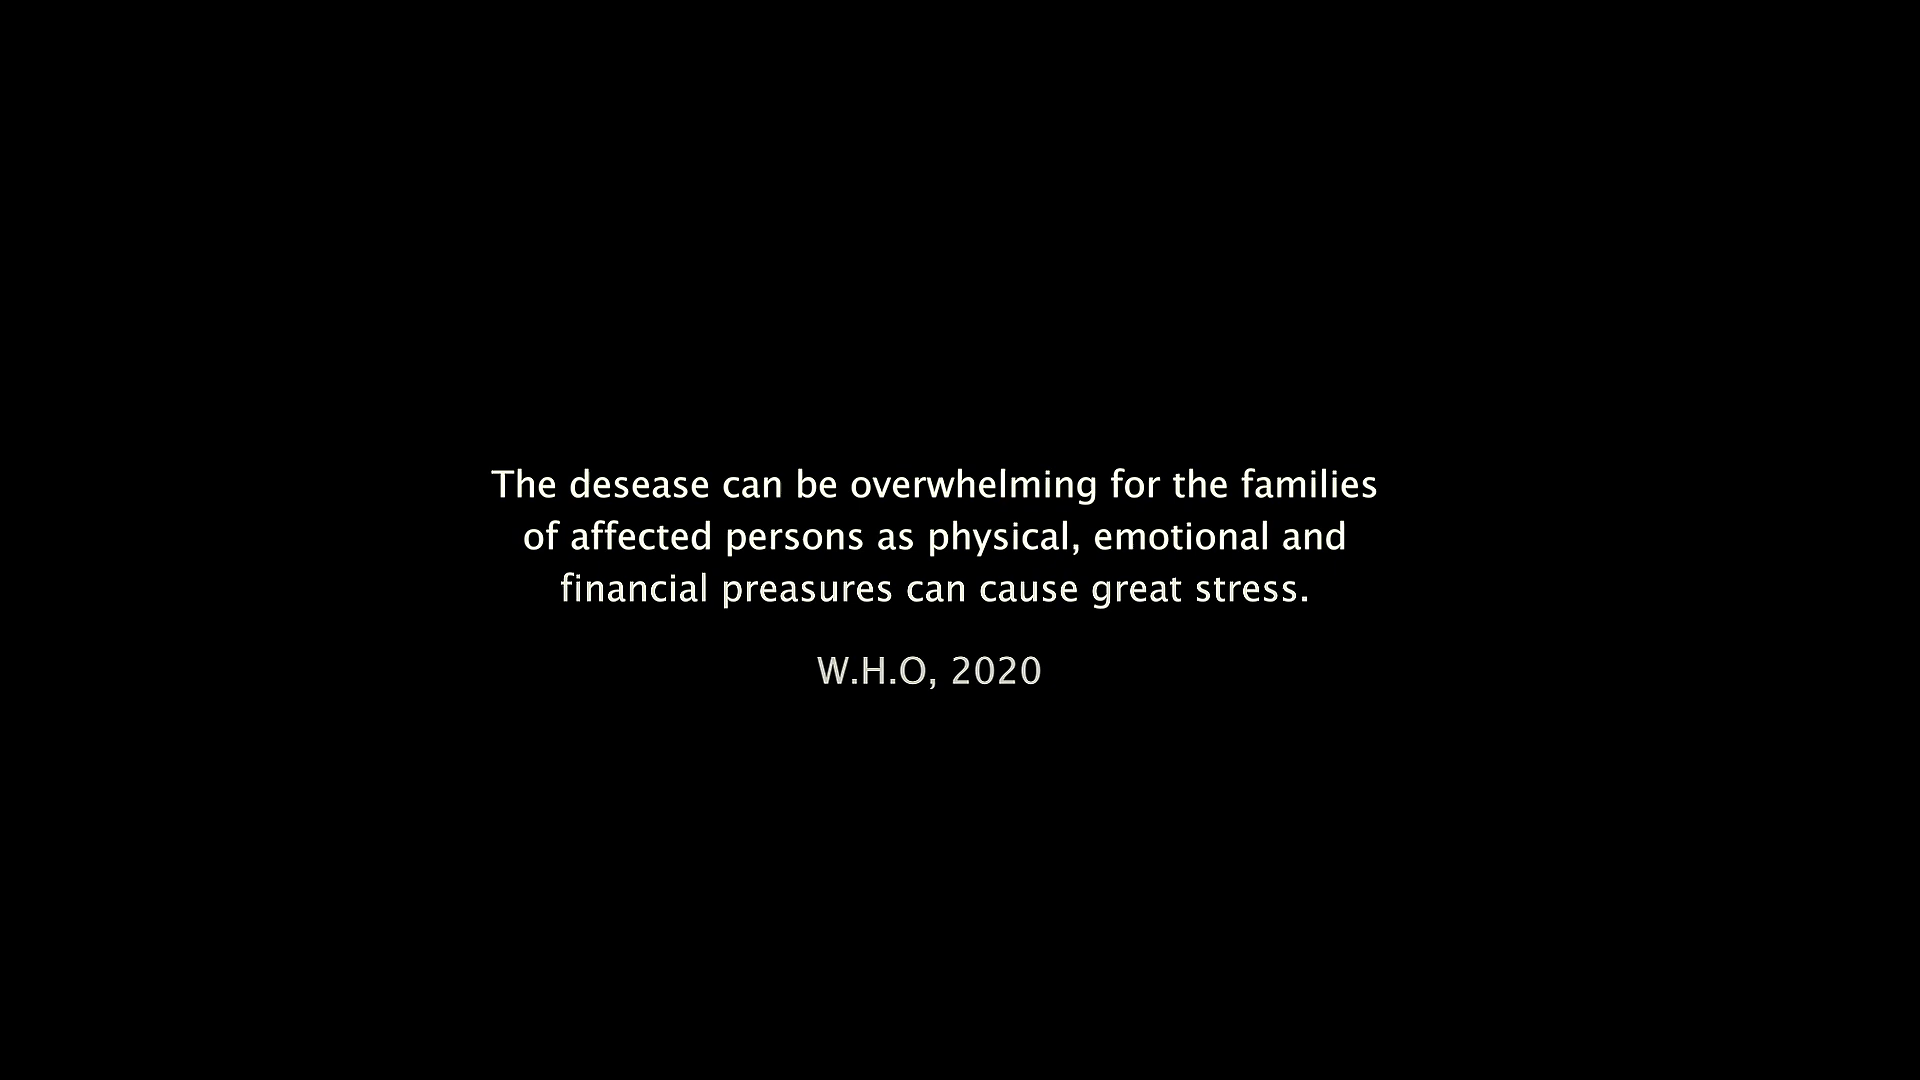 The desease can be overwhelming for the families
of affected persons as physical, emotional and
financial preasures can cause great stress.
W.H.O, 2020